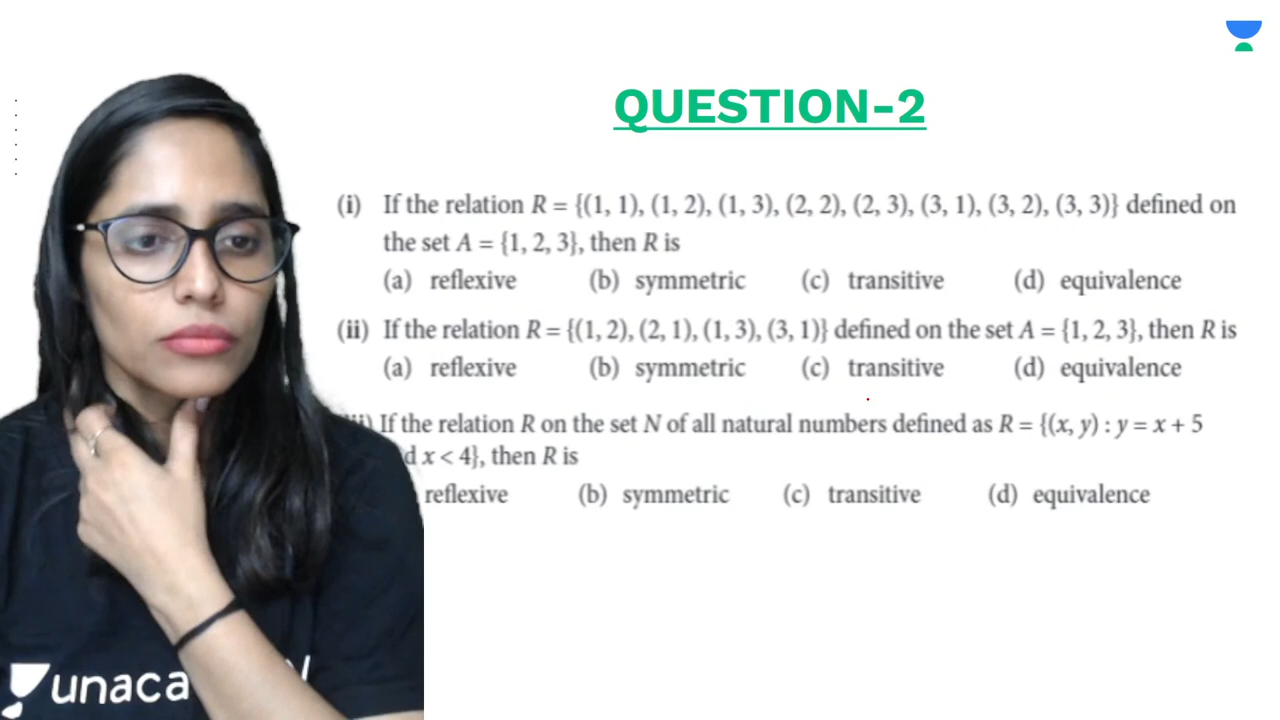 QUESTION-2
(i) If the relation R = {(1, 1), (1, 2), (1, 3), (2, 2), (2, 3), (3, 1), (3, 2), (3, 3)} defined on
the set A = {1, 2, 3}, then R is
(a) reflexive (b) symmetric (c) transitive (d) equivalence
(ii) If the relation R = {(1, 2), (2, 1), (1, 3), (3, 1)} defined on the set A = {1, 2, 3}, then R is
(a) reflexive (b) symmetric (c) transitive (d) equivalence
If the relation R on the set N of all natural numbers defined as R = {(x, y) : y = x + 5
x < 4}, then R is
reflexive (b) symmetric (c) transitive (d) equivalence
unaca